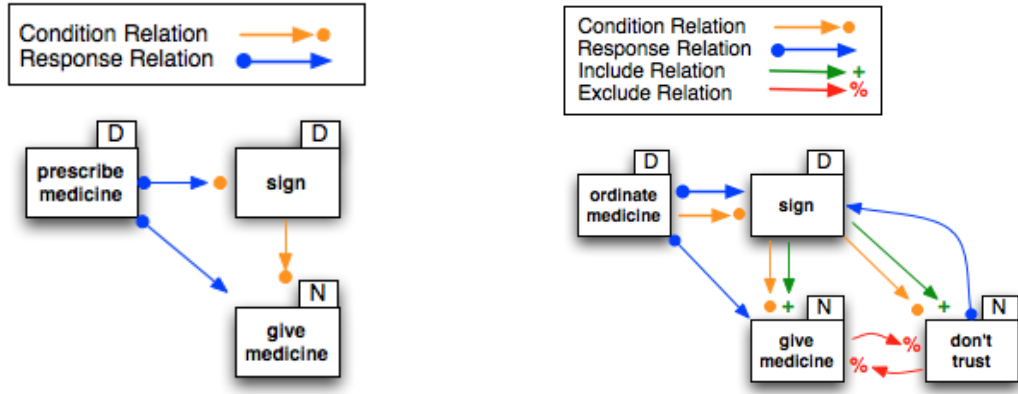 Condition Relation
Response Relation
D
D
prescribe
medicine
sign
N
give
medicine
Condition Relation
Response Relation
Include Relation +
Exclude Relation %
D
D
ordinate
medicine
sign
+
+
N
N
give
medicine
%
%
don't
trust